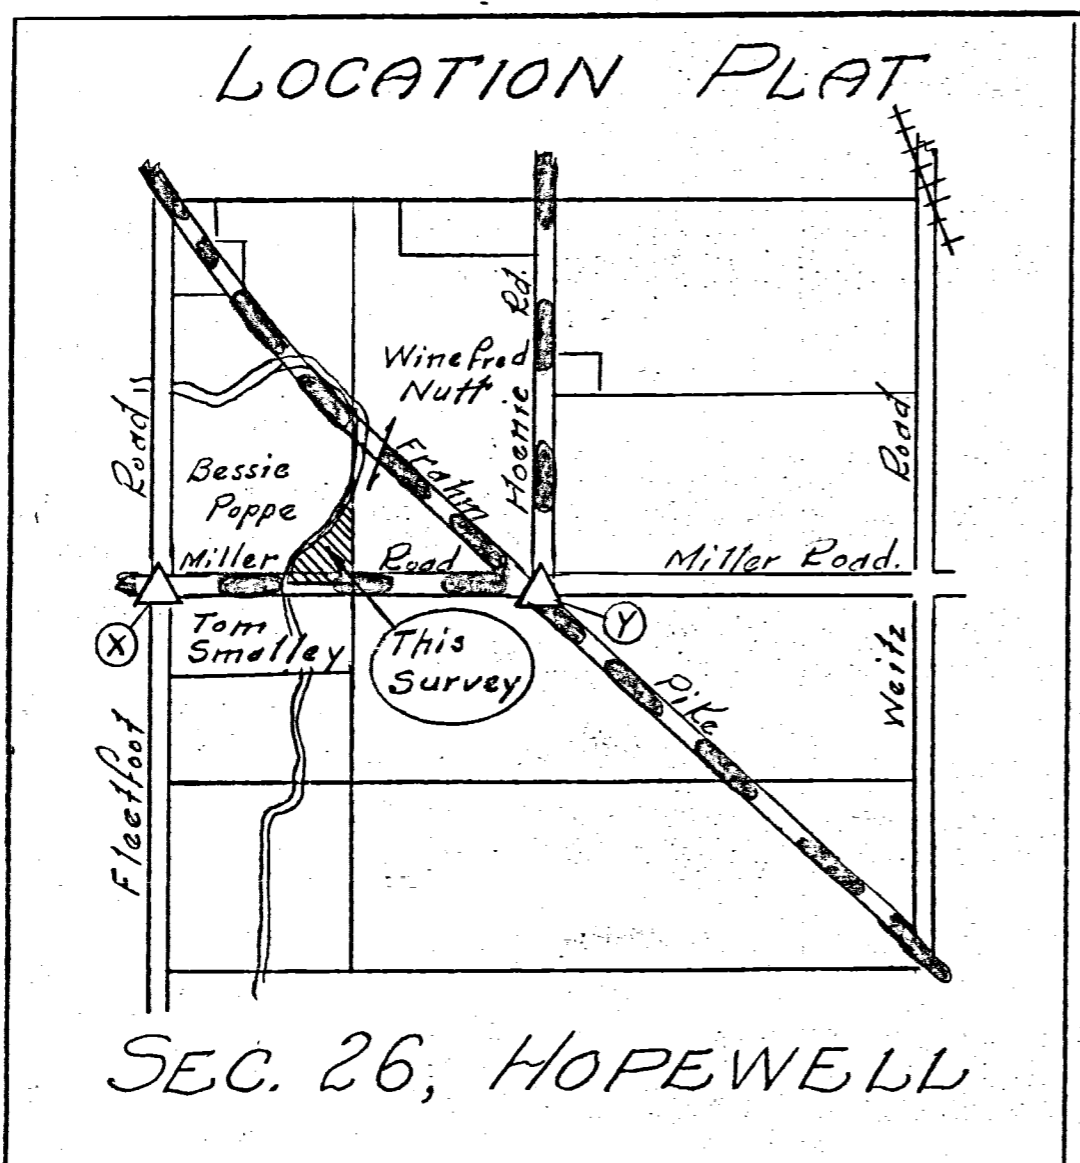 LOCATION PLAT
Hoenie Rd.
Winefred
Nutt
Road
Road
Frahm
Bessie
Poppe
Miller Road
Miller Road.
X
Y
Tom
Smalley
This
Survey
Pike
Weitz
Fleetfoot
SEC. 26, HOPEWELL